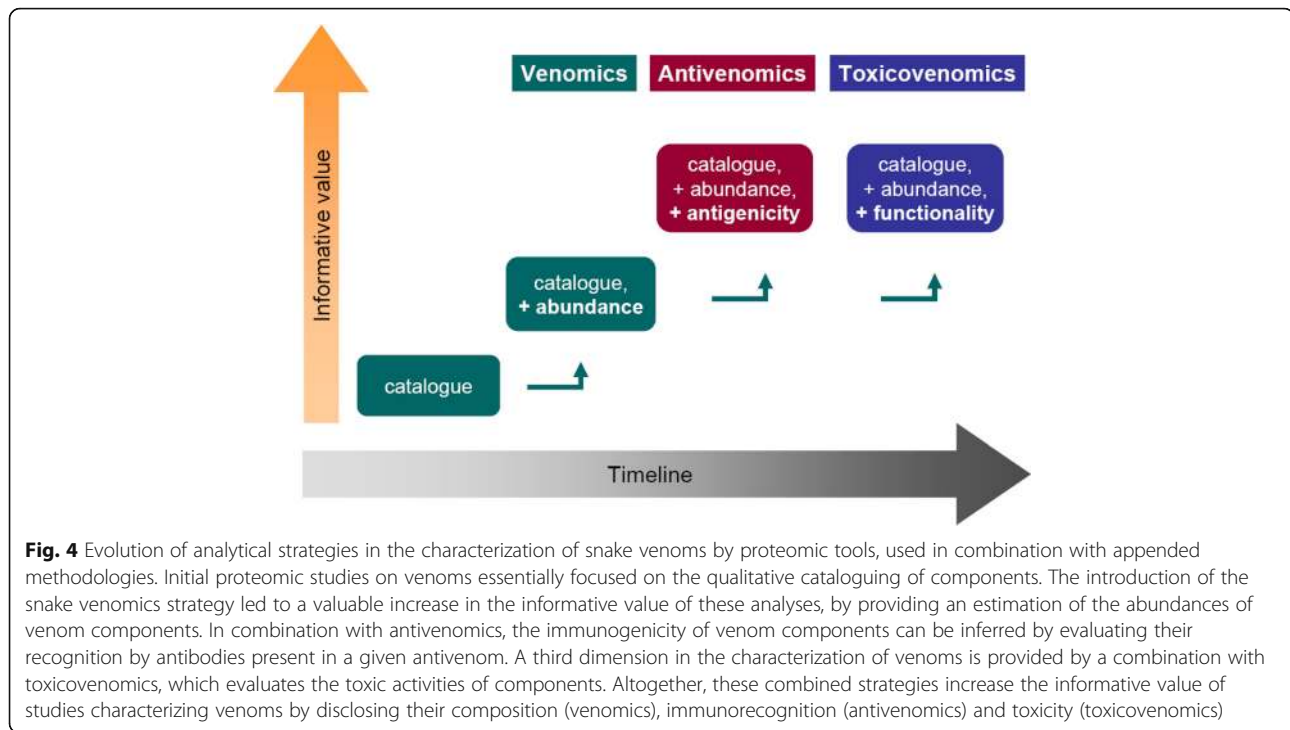 Venomics
Antivenomics
Toxicovenomics
Informative value
catalogue,
+ abundance,
+ antigenicity
catalogue,
+ abundance,
+ functionality
catalogue,
+ abundance
catalogue
Timeline
Fig. 4 Evolution of analytical strategies in the characterization of snake venoms by proteomic tools, used in combination with appended
methodologies. Initial proteomic studies on venoms essentially focused on the qualitative cataloguing of components. The introduction of the
snake venomics strategy led to a valuable increase in the informative value of these analyses, by providing an estimation of the abundances of
venom components. In combination with antivenomics, the immunogenicity of venom components can be inferred by evaluating their
recognition by antibodies present in a given antivenom. A third dimension in the characterization of venoms is provided by a combination with
toxicovenomics, which evaluates the toxic activities of components. Altogether, these combined strategies increase the informative value of
studies characterizing venoms by disclosing their composition (venomics), immunorecognition (antivenomics) and toxicity (toxicovenomics)